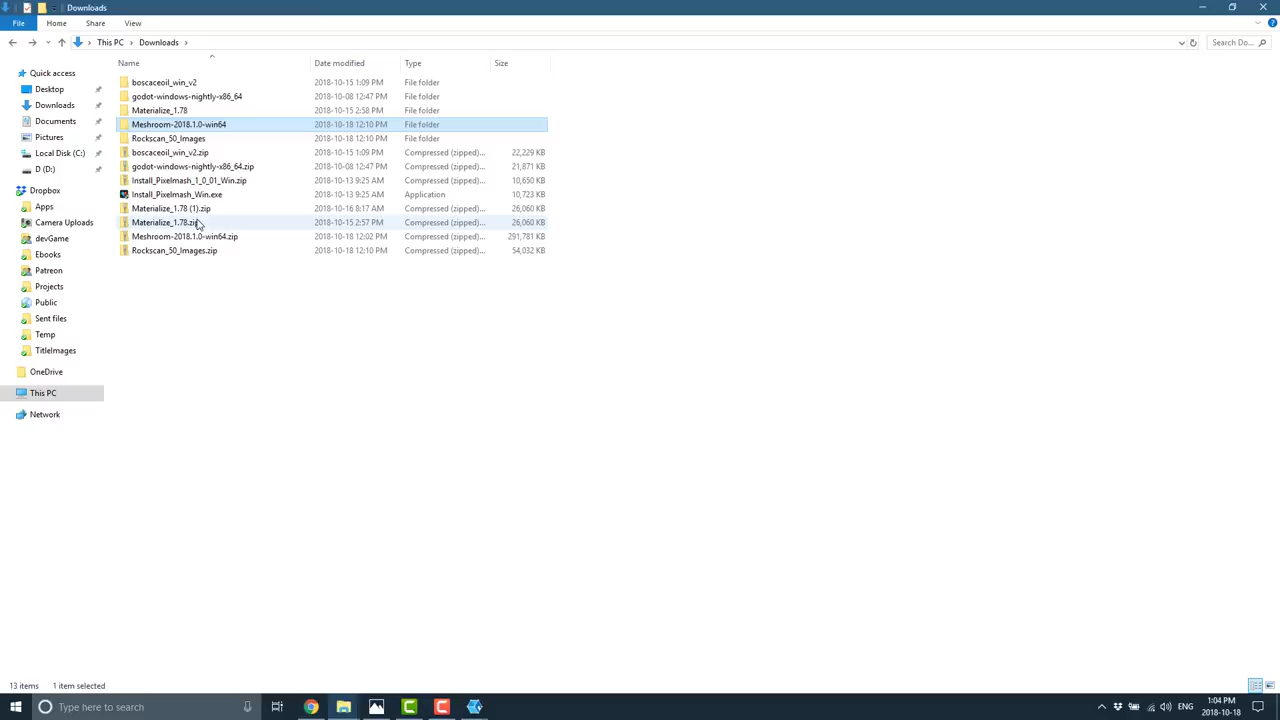 Downloads
File Home Share View
This PC Downloads Search Do...
Name Date modified Type Size
Quick access
Desktop
Downloads
Documents
Pictures
Local Disk (C:)
D (D:)
Dropbox
Apps
Camera Uploads
devGame
Ebooks
Patreon
Projects
Public
Sent files
Temp
TitleImages
OneDrive
This PC
Network
boscaceoil_win_v2 2018-10-15 1:09 PM File folder
godot-windows-nightly-x86_64 2018-10-08 12:47 PM File folder
Materialize_1.78 2018-10-15 2:58 PM File folder
Meshroom-2018.1.0-win64 2018-10-18 12:10 PM File folder
Rockscan_50_Images 2018-10-18 12:10 PM File folder
boscaceoil_win_v2.zip 2018-10-15 1:09 PM Compressed (zipped)... 22,229 KB
godot-windows-nightly-x86_64.zip 2018-10-08 12:47 PM Compressed (zipped)... 21,871 KB
Install_Pixelmash_1_0_01_Win.zip 2018-10-13 9:25 AM Compressed (zipped)... 10,650 KB
Install_Pixelmash_Win.exe 2018-10-13 9:25 AM Application 10,723 KB
Materialize_1.78 (1).zip 2018-10-16 8:17 AM Compressed (zipped)... 26,060 KB
Materialize_1.78.zip 2018-10-15 2:57 PM Compressed (zipped)... 26,060 KB
Meshroom-2018.1.0-win64.zip 2018-10-18 12:02 PM Compressed (zipped)... 291,781 KB
Rockscan_50_Images.zip 2018-10-18 12:10 PM Compressed (zipped)... 54,032 KB
13 items 1 item selected
Type here to search
1:04 PM
2018-10-18